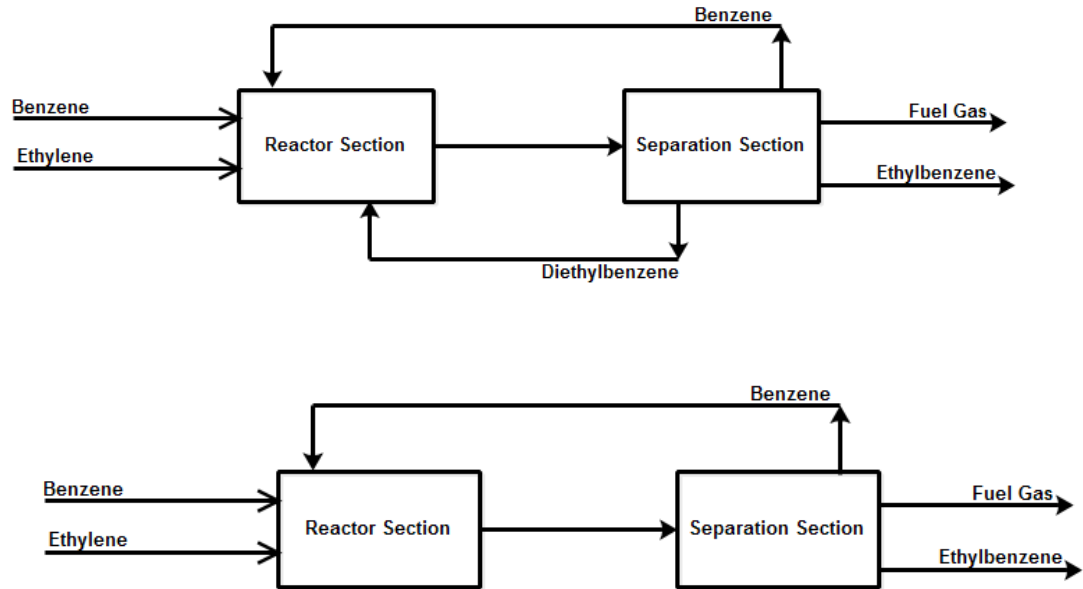 Benzene
Benzene
Ethylene
Reactor Section
Separation Section
Fuel Gas
Ethylbenzene
Diethylbenzene
Benzene
Benzene
Ethylene
Reactor Section
Separation Section
Fuel Gas
Ethylbenzene